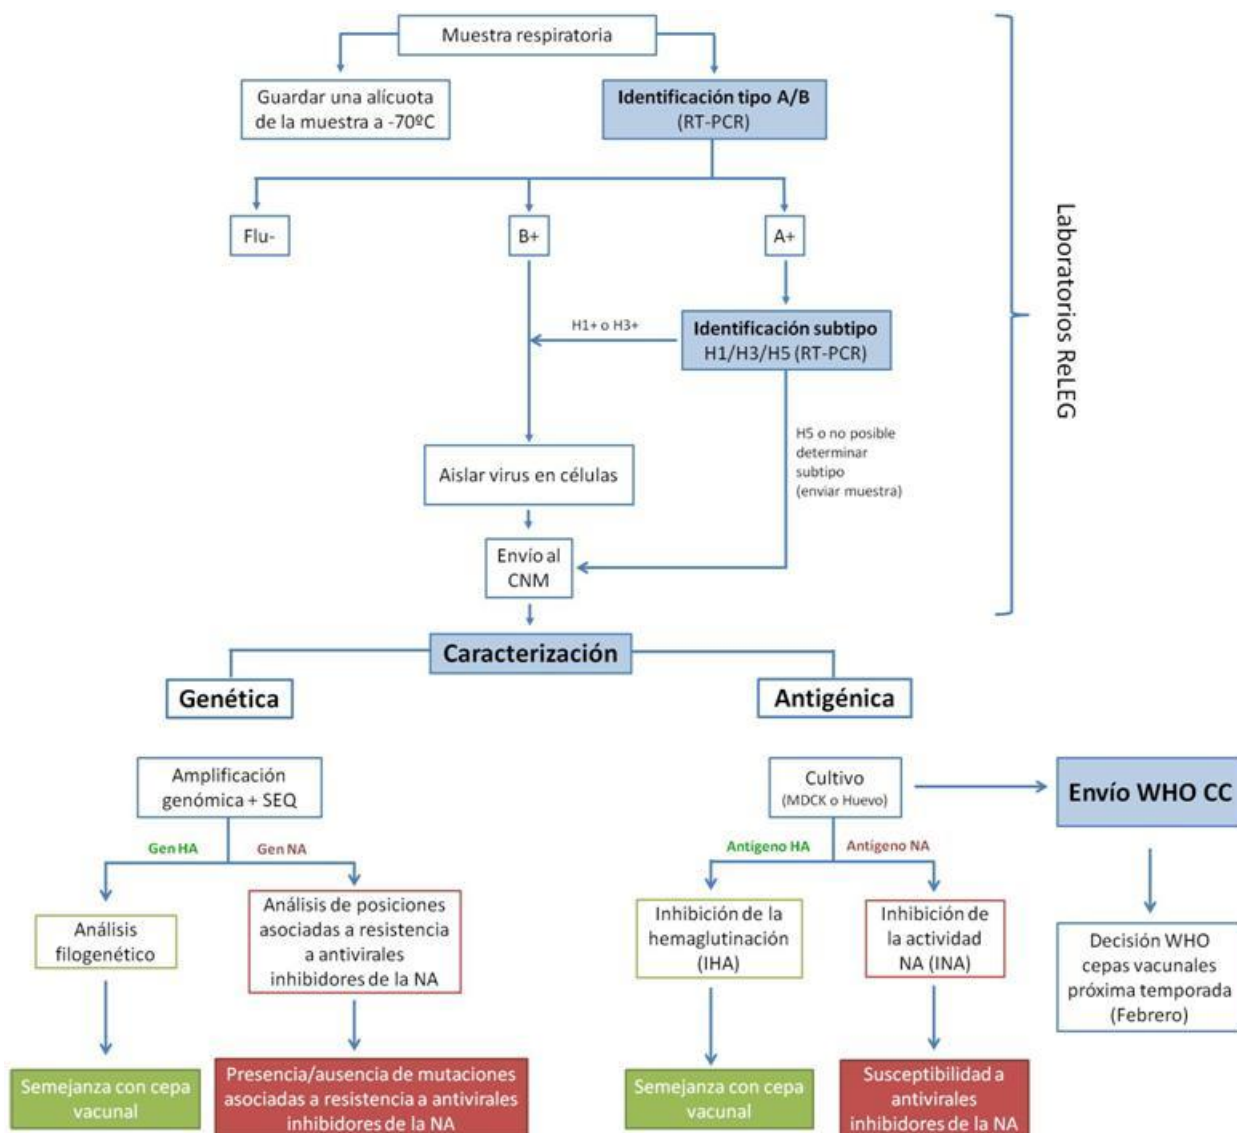 Muestra respiratoria
Guardar una alícuota
de la muestra a -70ºC
Identificación tipo A/B
(RT-PCR)
Flu-
B+
A+
H1+ o H3+
Identificación subtipo
H1/H3/H5 (RT-PCR)
H5 o no posible
determinar
subtipo
(enviar muestra)
Aislar virus en células
Envío al
CNM
Laboratorios ReLEG
Caracterización
Genética
Antigénica
Amplificación
genómica + SEQ
Gen HA
Gen NA
Análisis
filogenético
Análisis de posiciones
asociadas a resistencia
a antivirales
inhibidores de la NA
Semejanza con cepa
vacunal
Presencia/ausencia de mutaciones
asociadas a resistencia a antivirales
inhibidores de la NA
Cultivo
(MDCK o Huevo)
Antígeno HA
Antígeno NA
Inhibición de la
hemaglutinación
(IHA)
Inhibición de
la actividad
NA (INA)
Semejanza con cepa
vacunal
Susceptibilidad a
antivirales
inhibidores de la NA
Envío WHO CC
Decisión WHO
cepas vacunales
próxima temporada
(Febrero)